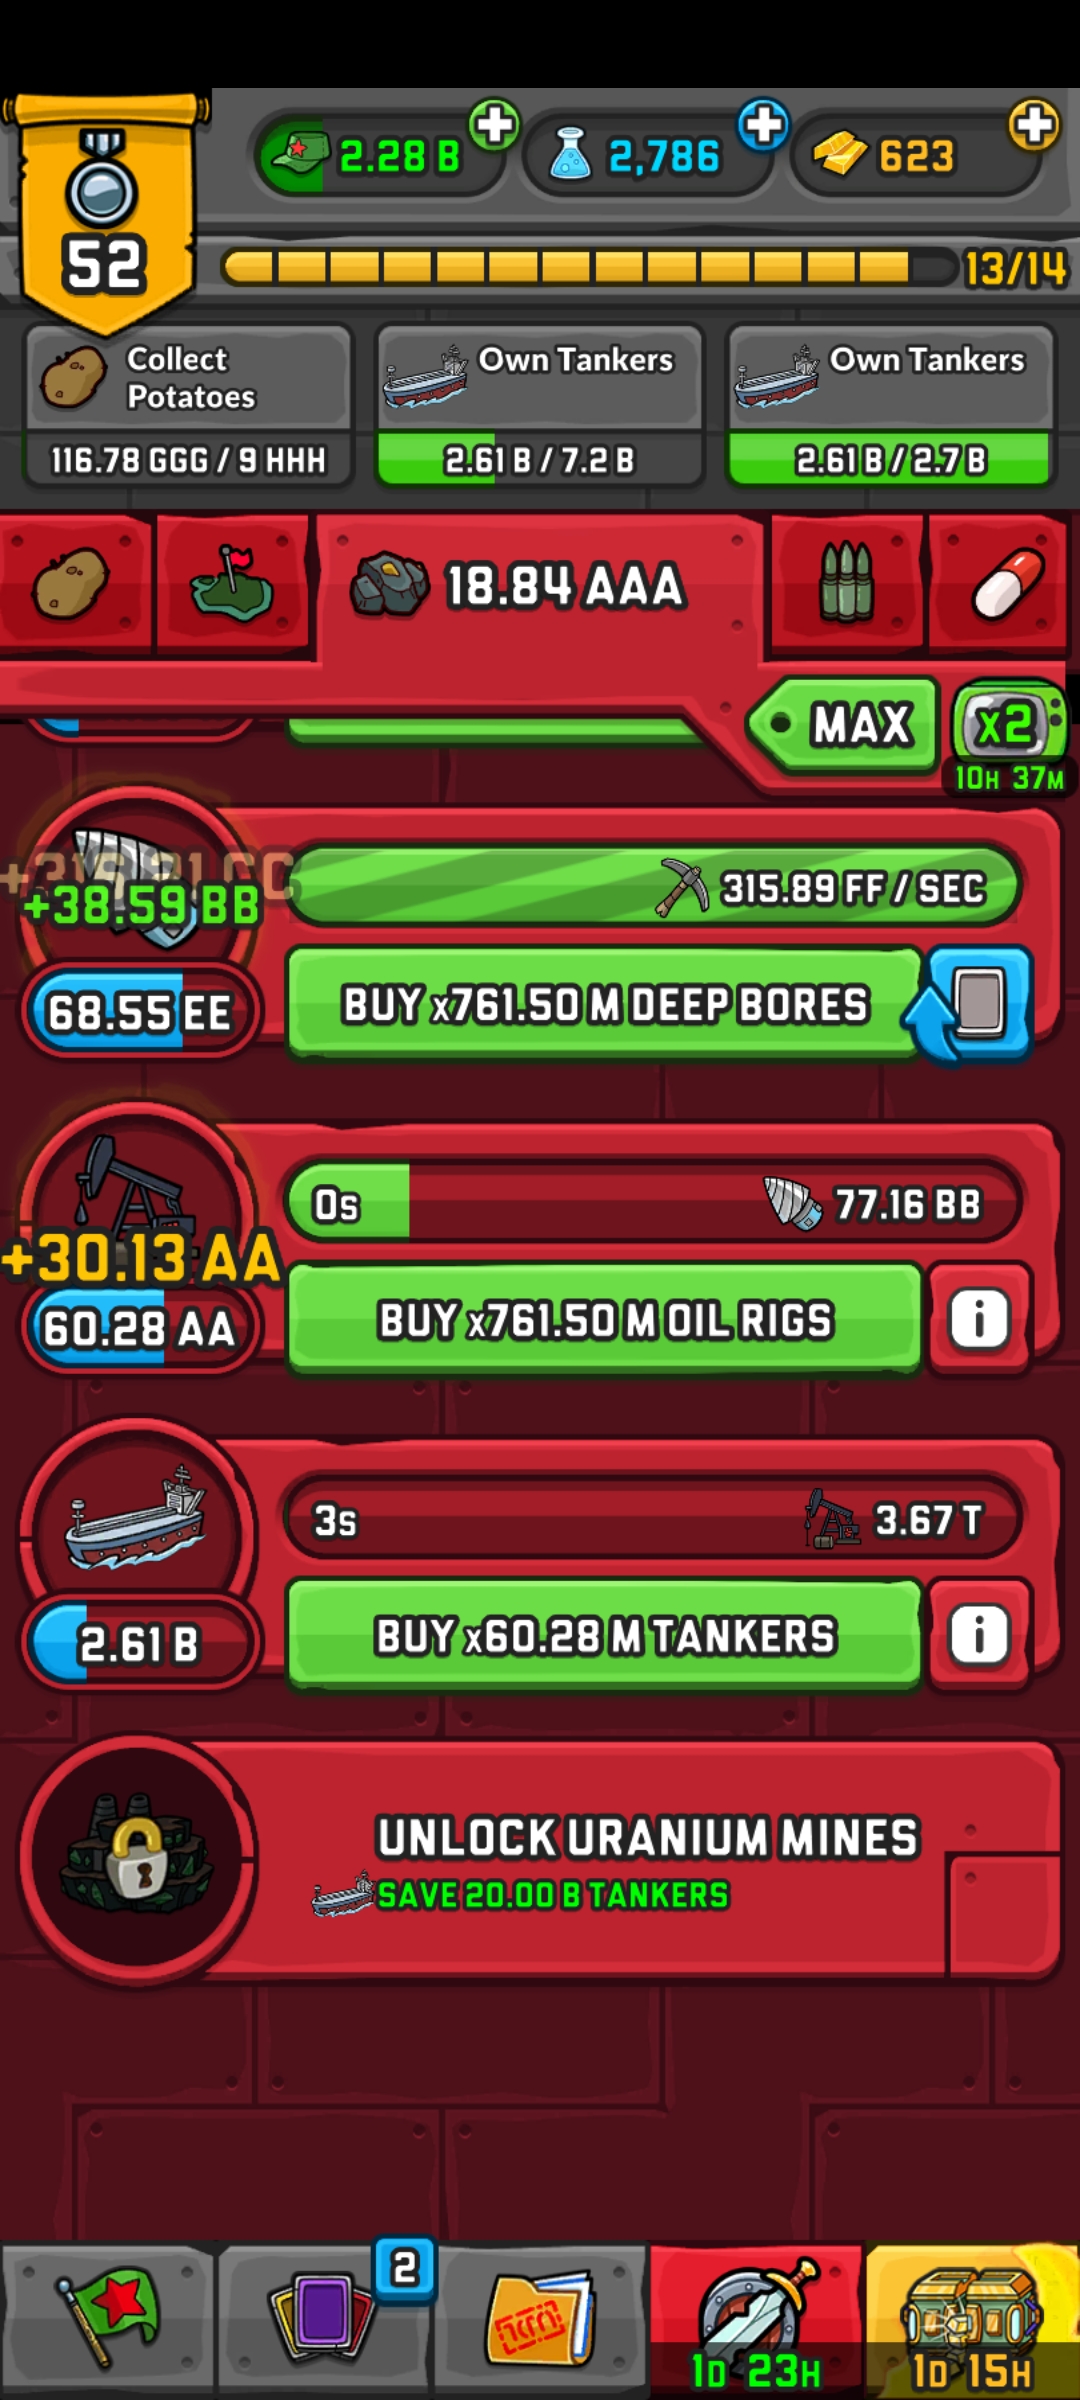 2.28 B
2,786
623
52
13/14
Collect
Potatoes
116.78 GGG / 9 HHH
Own Tankers
2.61 B / 7.2 B
Own Tankers
2.61 B / 2.7 B
18.84 AAA
MAX
x2
10H 37M
+38.59 BB
315.89 FF / SEC
68.55 EE
BUY x761.50 M DEEP BORES
0s
77.16 BB
+30.13 AA
60.28 AA
BUY x761.50 M OIL RIGS
i
3s
3.67 T
2.61 B
BUY x60.28 M TANKERS
i
UNLOCK URANIUM MINES
SAVE 20.00 B TANKERS
2
1D 23H
1D 15H